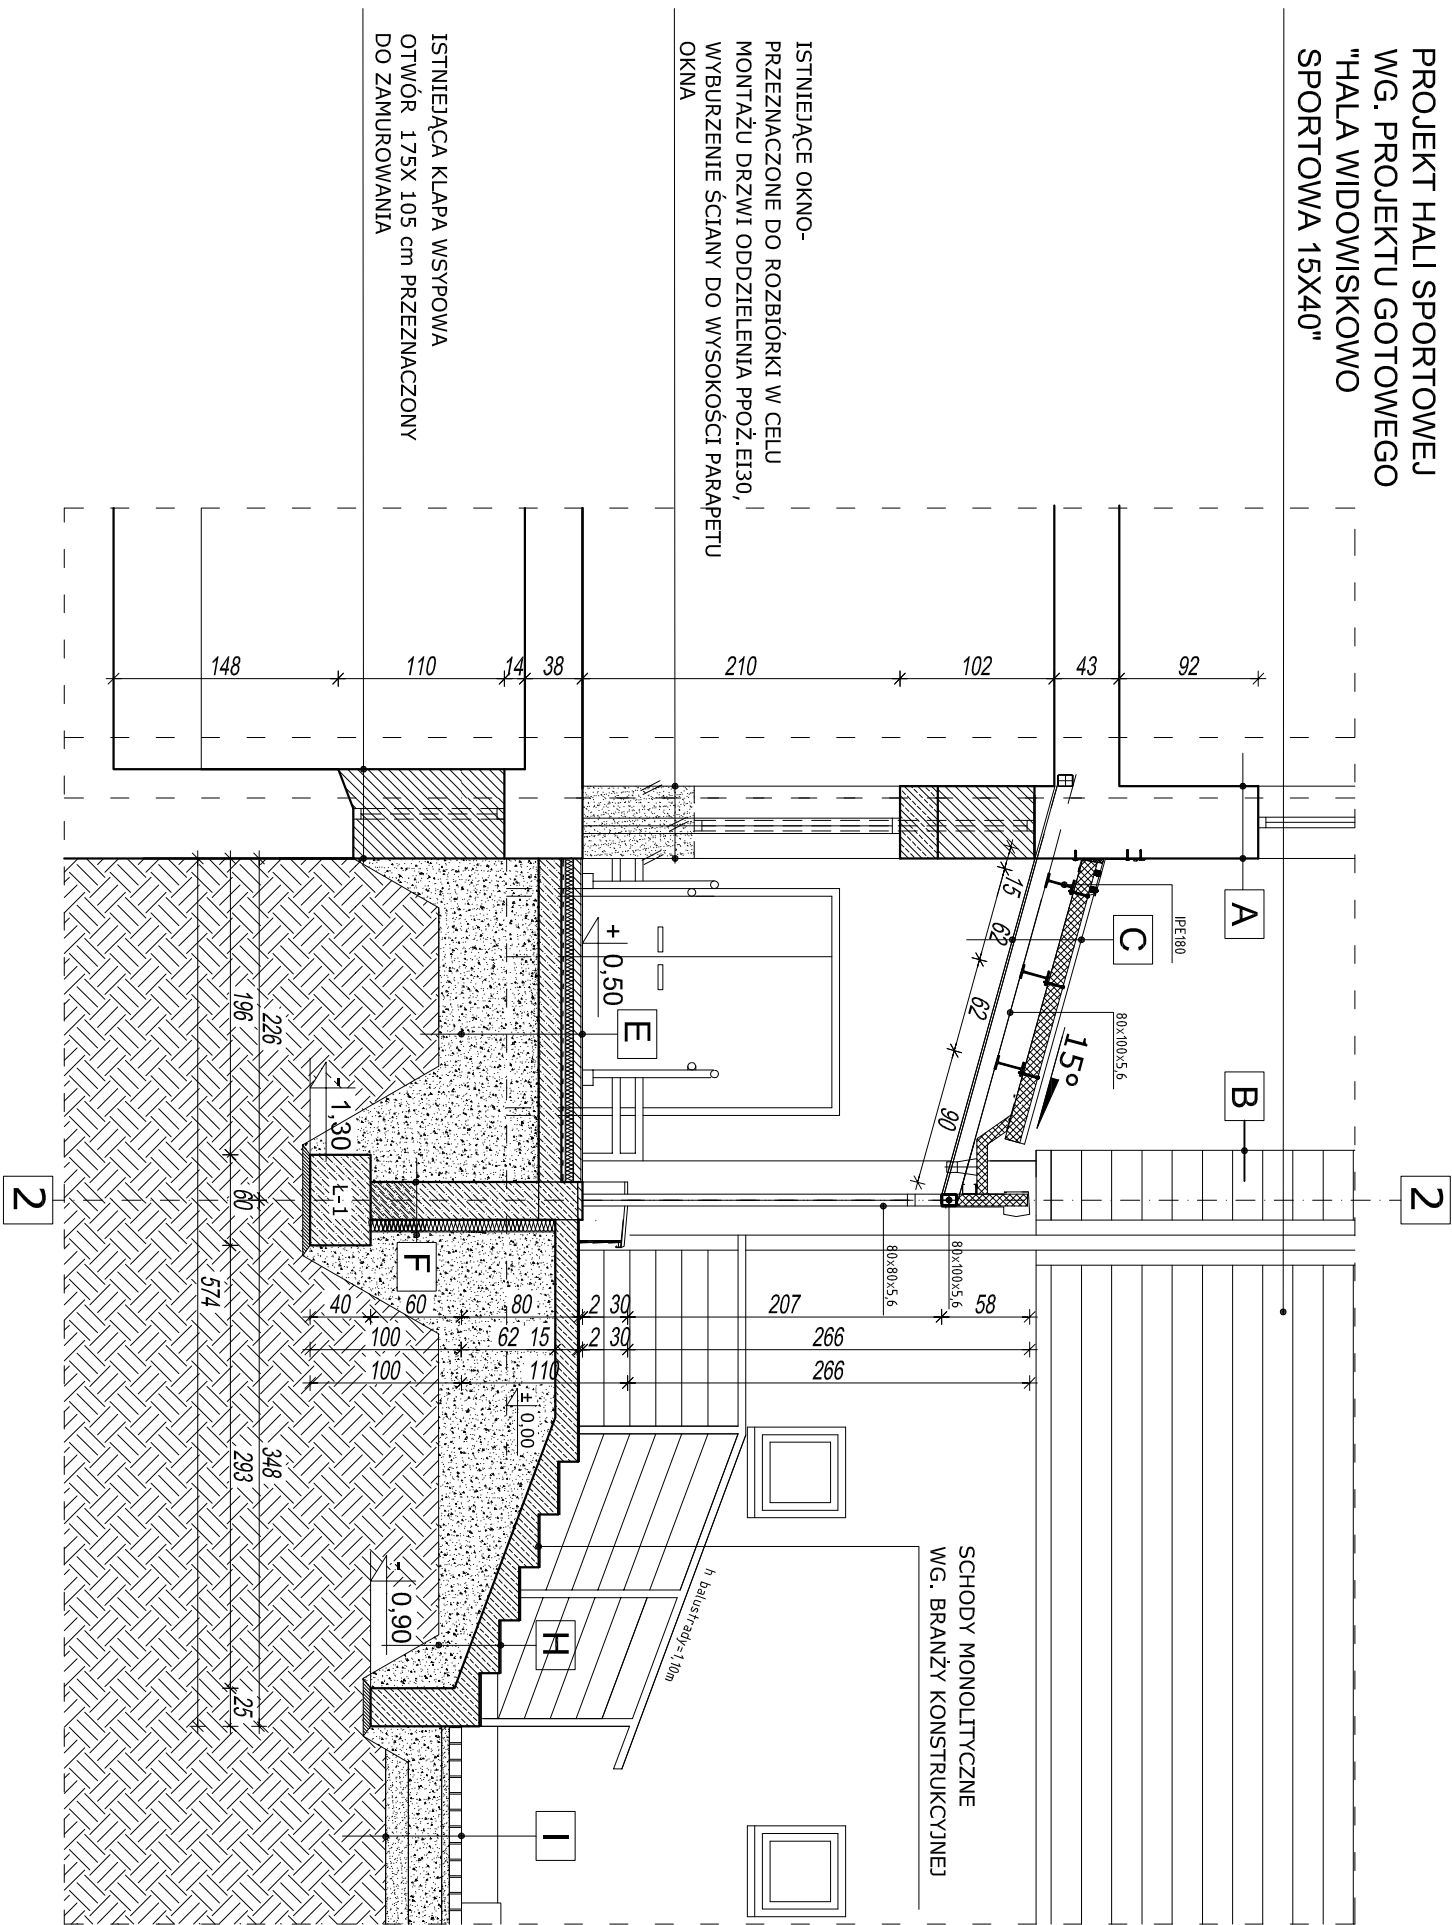 PROJEKT HALI SPORTOWEJ
WG. PROJEKTU GOTOWEGO
"HALA WIDOWISKOWO
SPORTOWA 15X40"
ISTNIEJĄCE OKNO-
PRZEZNACZONE DO ROZBIÓRKI W CELU
MONTAŻU DRZWI ODDZIELENIA PPOŻ.EI30,
WYBURZENIE ŚCIANY DO WYSOKOŚCI PARAPETU
OKNA
ISTNIEJĄCA KLAPA WSYPOWA
OTWÓR 175X 105 cm PRZEZNACZONY
DO ZAMUROWANIA
148
110
14
38
210
102
43
92
A
IPE180
C
80x100x5,6
15°
B
15
62
62
90
+ 0,50
E
- 1,30
Ł-1
F
2
2
80x100x5,6
80x80x5,6
40
60
80
2
30
207
58
100
62
15
2
30
266
100
110
266
± 0,00
226
196
60
574
348
293
25
- 0,90
H
I
h balustrady=1,10m
SCHODY MONOLITYCZNE
WG. BRANŻY KONSTRUKCYJNEJ